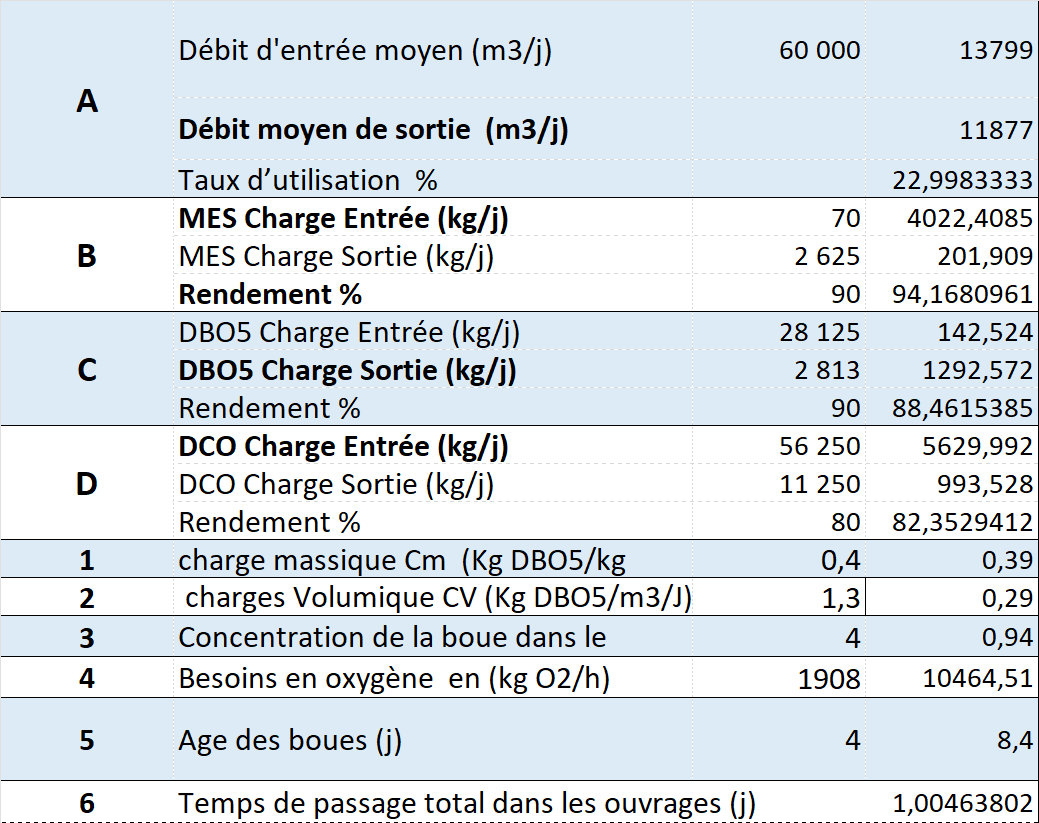 A
Débit d'entrée moyen (m3/j) 60 000 13799
Débit moyen de sortie (m3/j) 11877
Taux d’utilisation % 22,9983333
B
MES Charge Entrée (kg/j) 70 4022,4085
MES Charge Sortie (kg/j) 2 625 201,909
Rendement % 90 94,1680961
C
DBO5 Charge Entrée (kg/j) 28 125 142,524
DBO5 Charge Sortie (kg/j) 2 813 1292,572
Rendement % 90 88,4615385
D
DCO Charge Entrée (kg/j) 56 250 5629,992
DCO Charge Sortie (kg/j) 11 250 993,528
Rendement % 80 82,3529412
1 charge massique Cm (Kg DBO5/kg 0,4 0,39
2 charges Volumique CV (Kg DBO5/m3/J) 1,3 0,29
3 Concentration de la boue dans le 4 0,94
4 Besoins en oxygène en (kg O2/h) 1908 10464,51
5 Age des boues (j) 4 8,4
6 Temps de passage total dans les ouvrages (j) 1,00463802